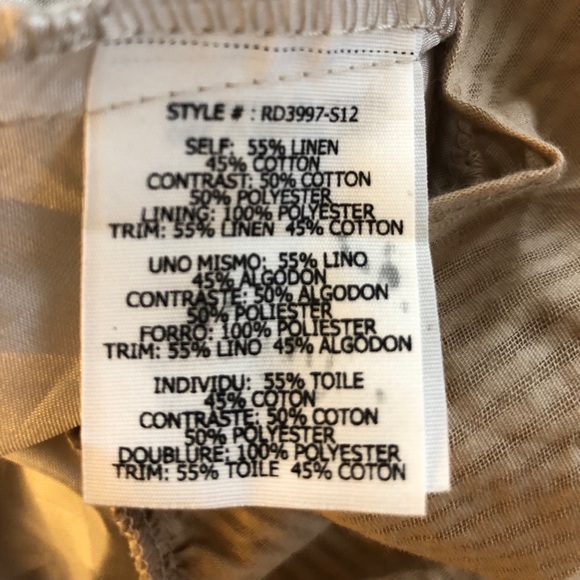 STYLE # : RD3997-S12
SELF: 55% LINEN
45% COTTON
CONTRAST: 50% COTTON
50% POLYESTER
LINING: 100% POLYESTER
TRIM: 55% LINEN 45% COTTON
UNO MISMO: 55% LINO
45% ALGODON
CONTRASTE: 50% ALGODON
50% POLIESTER
FORRO: 100% POLIESTER
TRIM: 55% LINO 45% ALGODON
INDIVIDU: 55% TOILE
45% COTON
CONTRASTE: 50% COTON
50% POLYESTER
DOUBLURE: 100% POLYESTER
TRIM: 55% TOILE 45% COTON